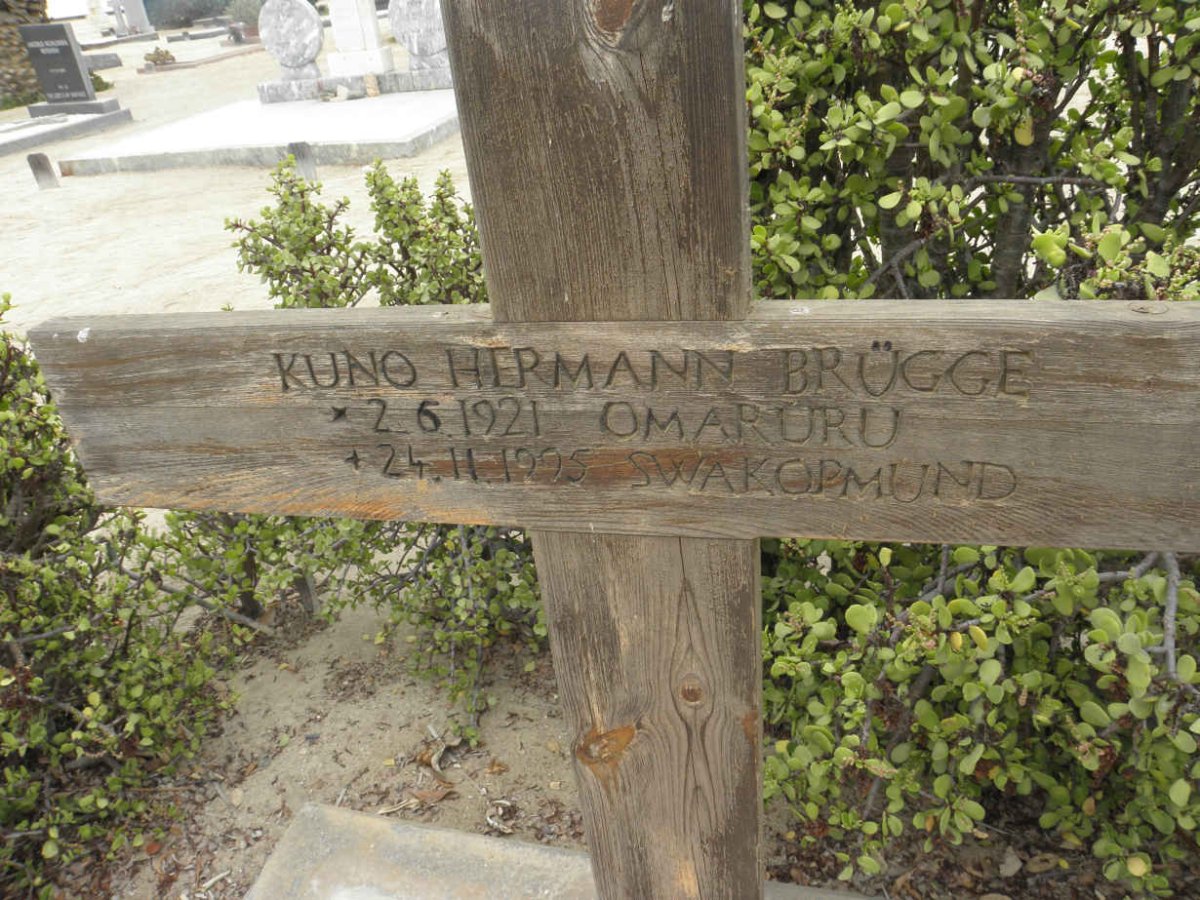 KUNO HERMANN BRÜGGE
* 2.6.1921 OMARURU
+ 24.11.1995 SWAKOPMUND